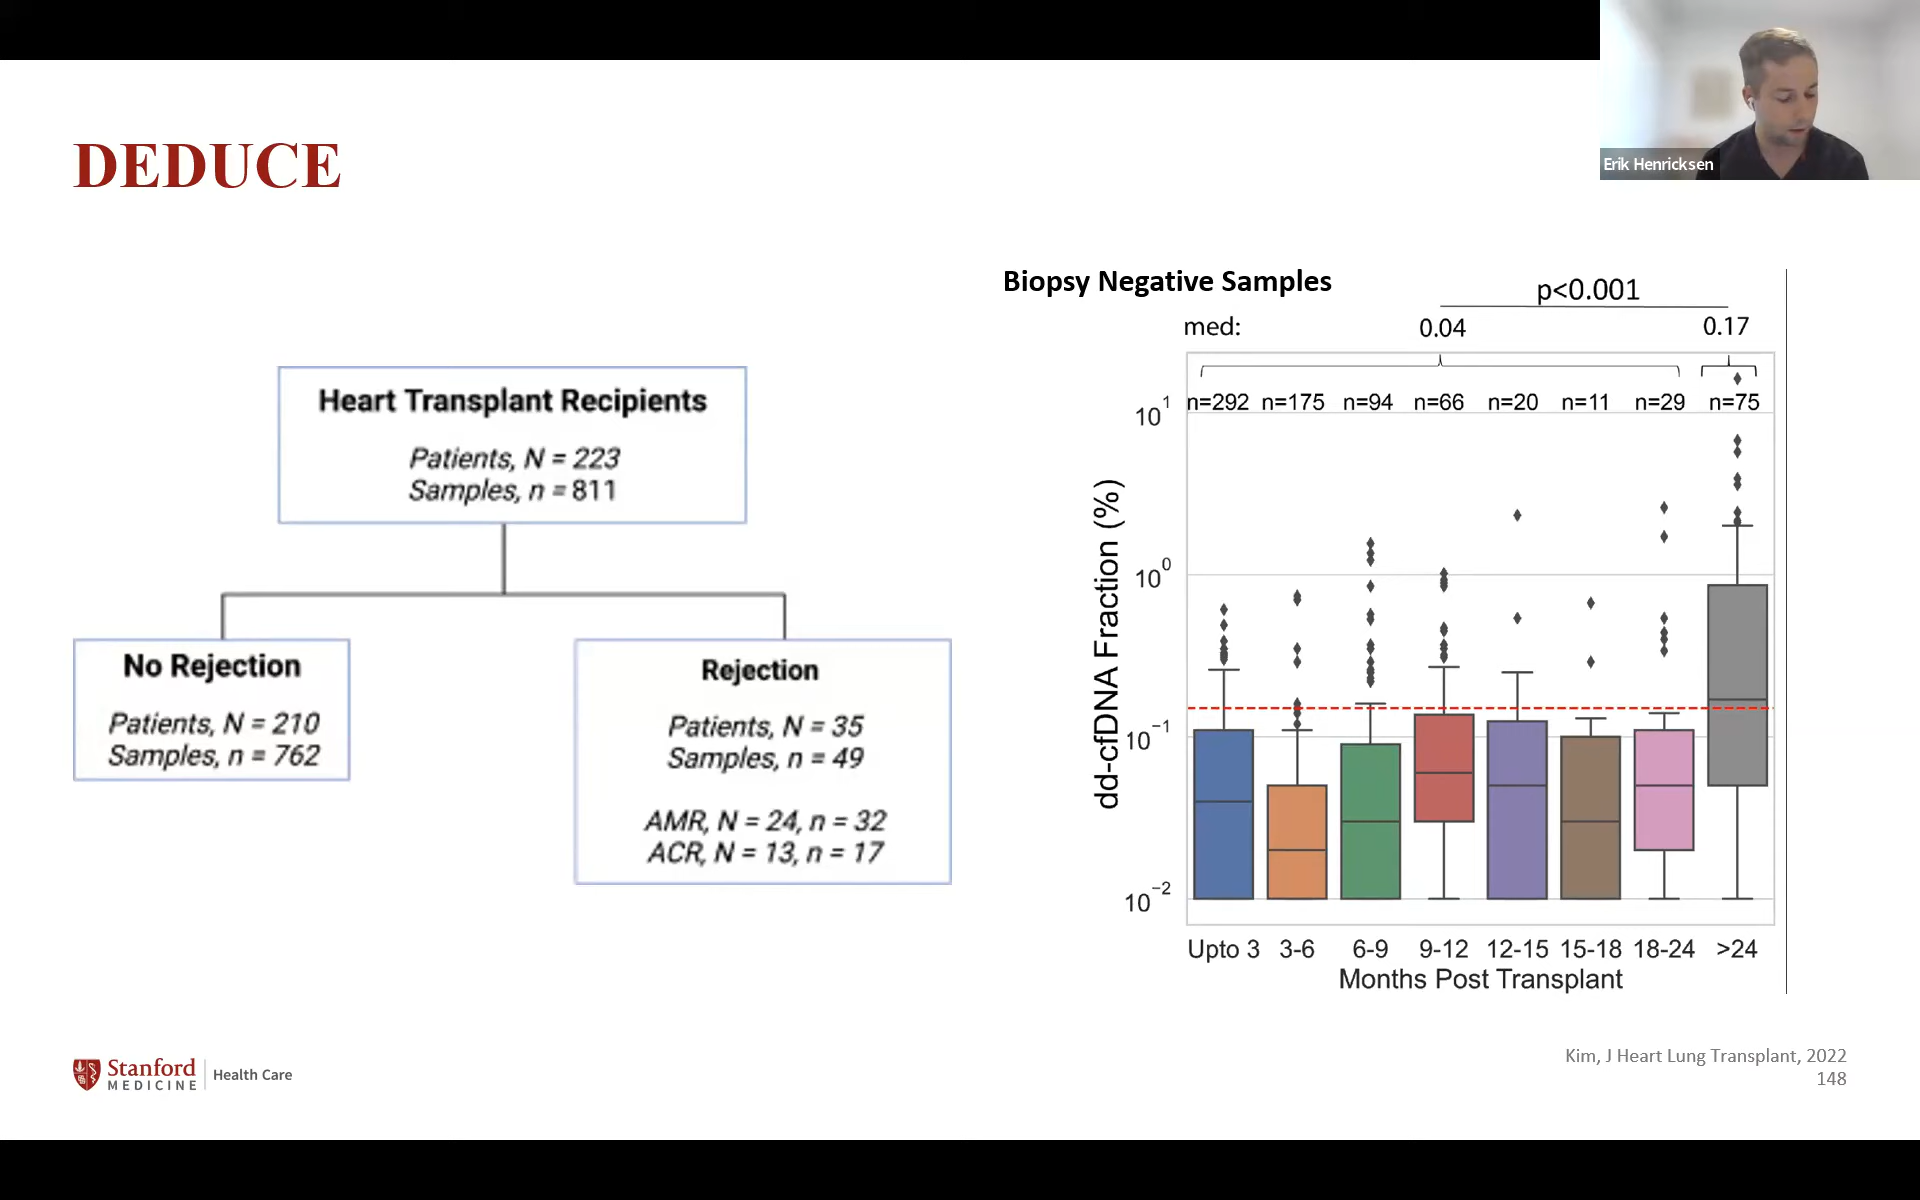 Erik Henricksen
DEDUCE
Heart Transplant Recipients
Patients, N = 223
Samples, n = 811
No Rejection
Patients, N = 210
Samples, n = 762
Rejection
Patients, N = 35
Samples, n = 49
AMR, N = 24, n = 32
ACR, N = 13, n = 17
Biopsy Negative Samples
p<0.001
med: 0.04 0.17
n=292 n=175 n=94 n=66 n=20 n=11 n=29 n=75
10¹
10⁰
10⁻¹
10⁻²
dd-cfDNA Fraction (%)
Upto 3 3-6 6-9 9-12 12-15 15-18 18-24 >24
Months Post Transplant
Stanford
MEDICINE
Health Care
Kim, J Heart Lung Transplant, 2022
148